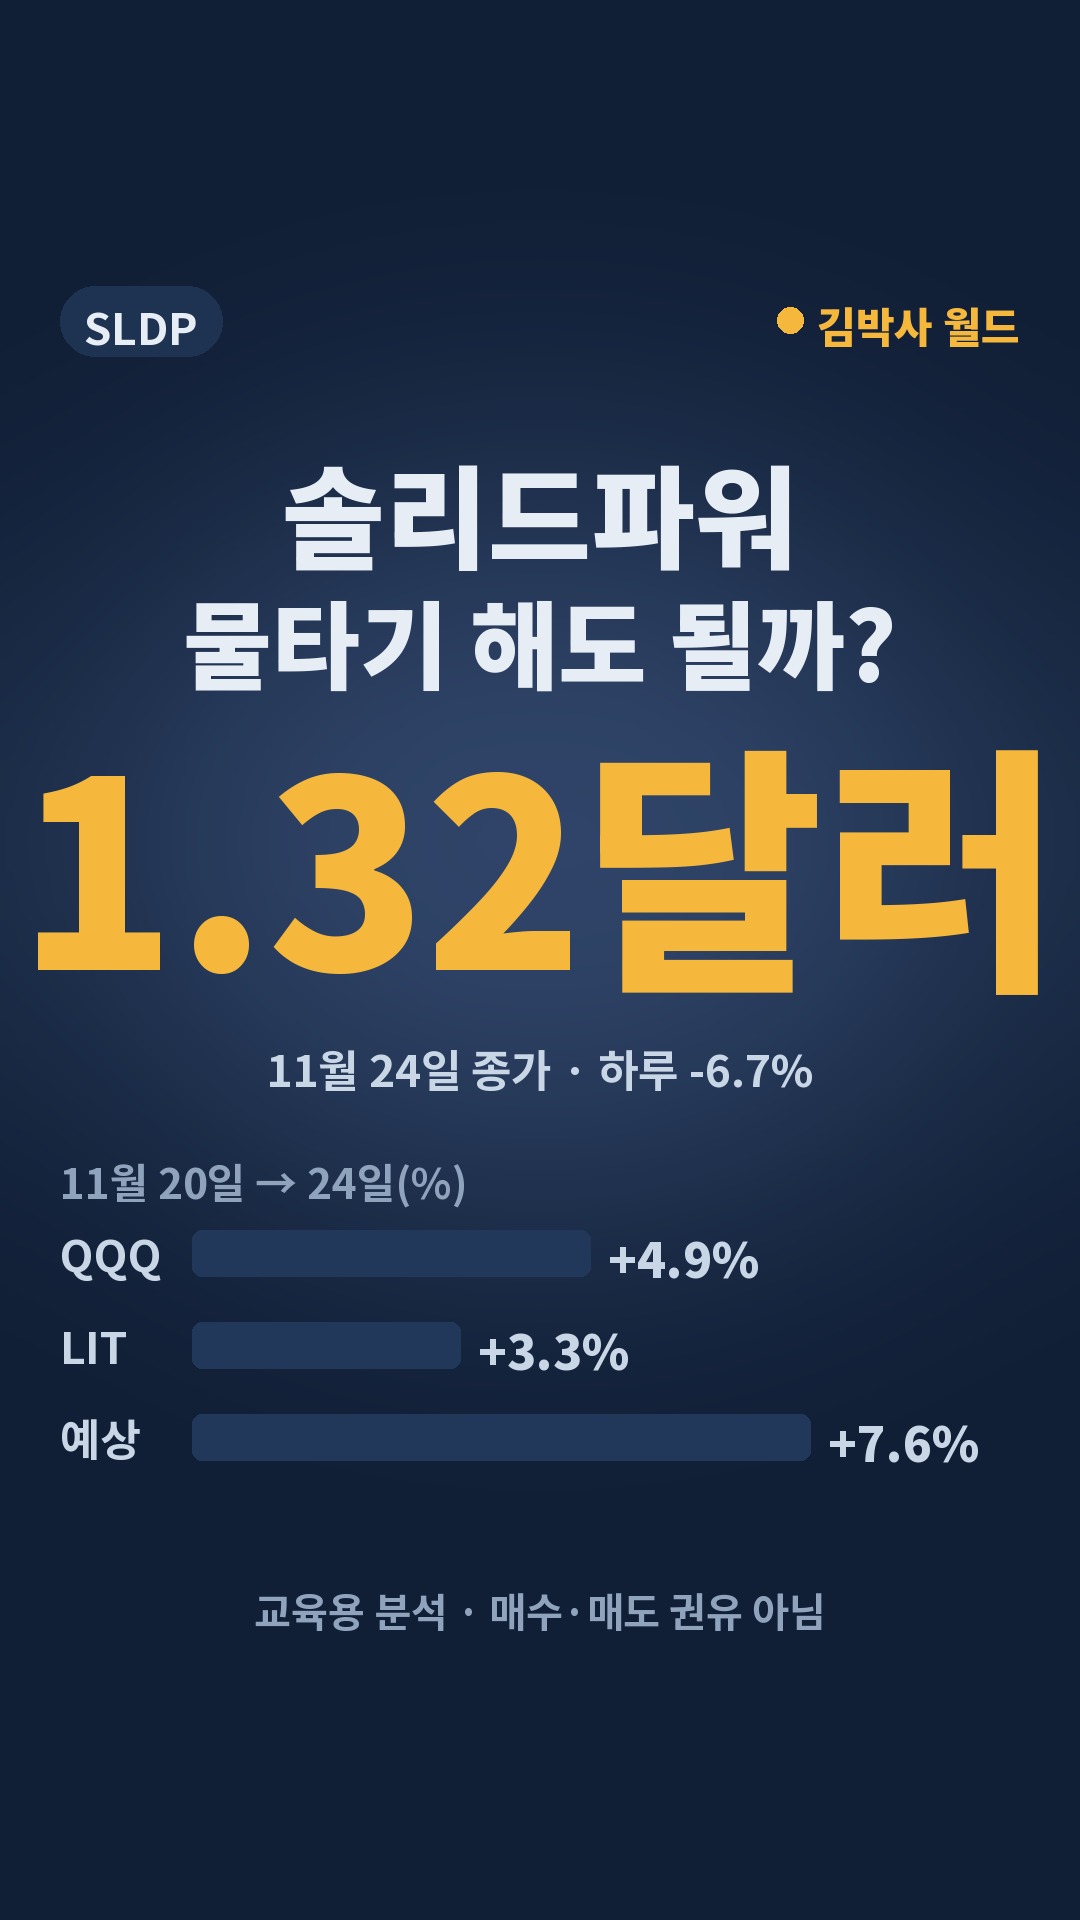 SLDP
김박사 월드
솔리드파워
물타기 해도 될까?
1.32달러
11월 24일 종가 · 하루 -6.7%
11월 20일 → 24일(%)
QQQ +4.9%
LIT +3.3%
예상 +7.6%
교육용 분석 · 매수·매도 권유 아님